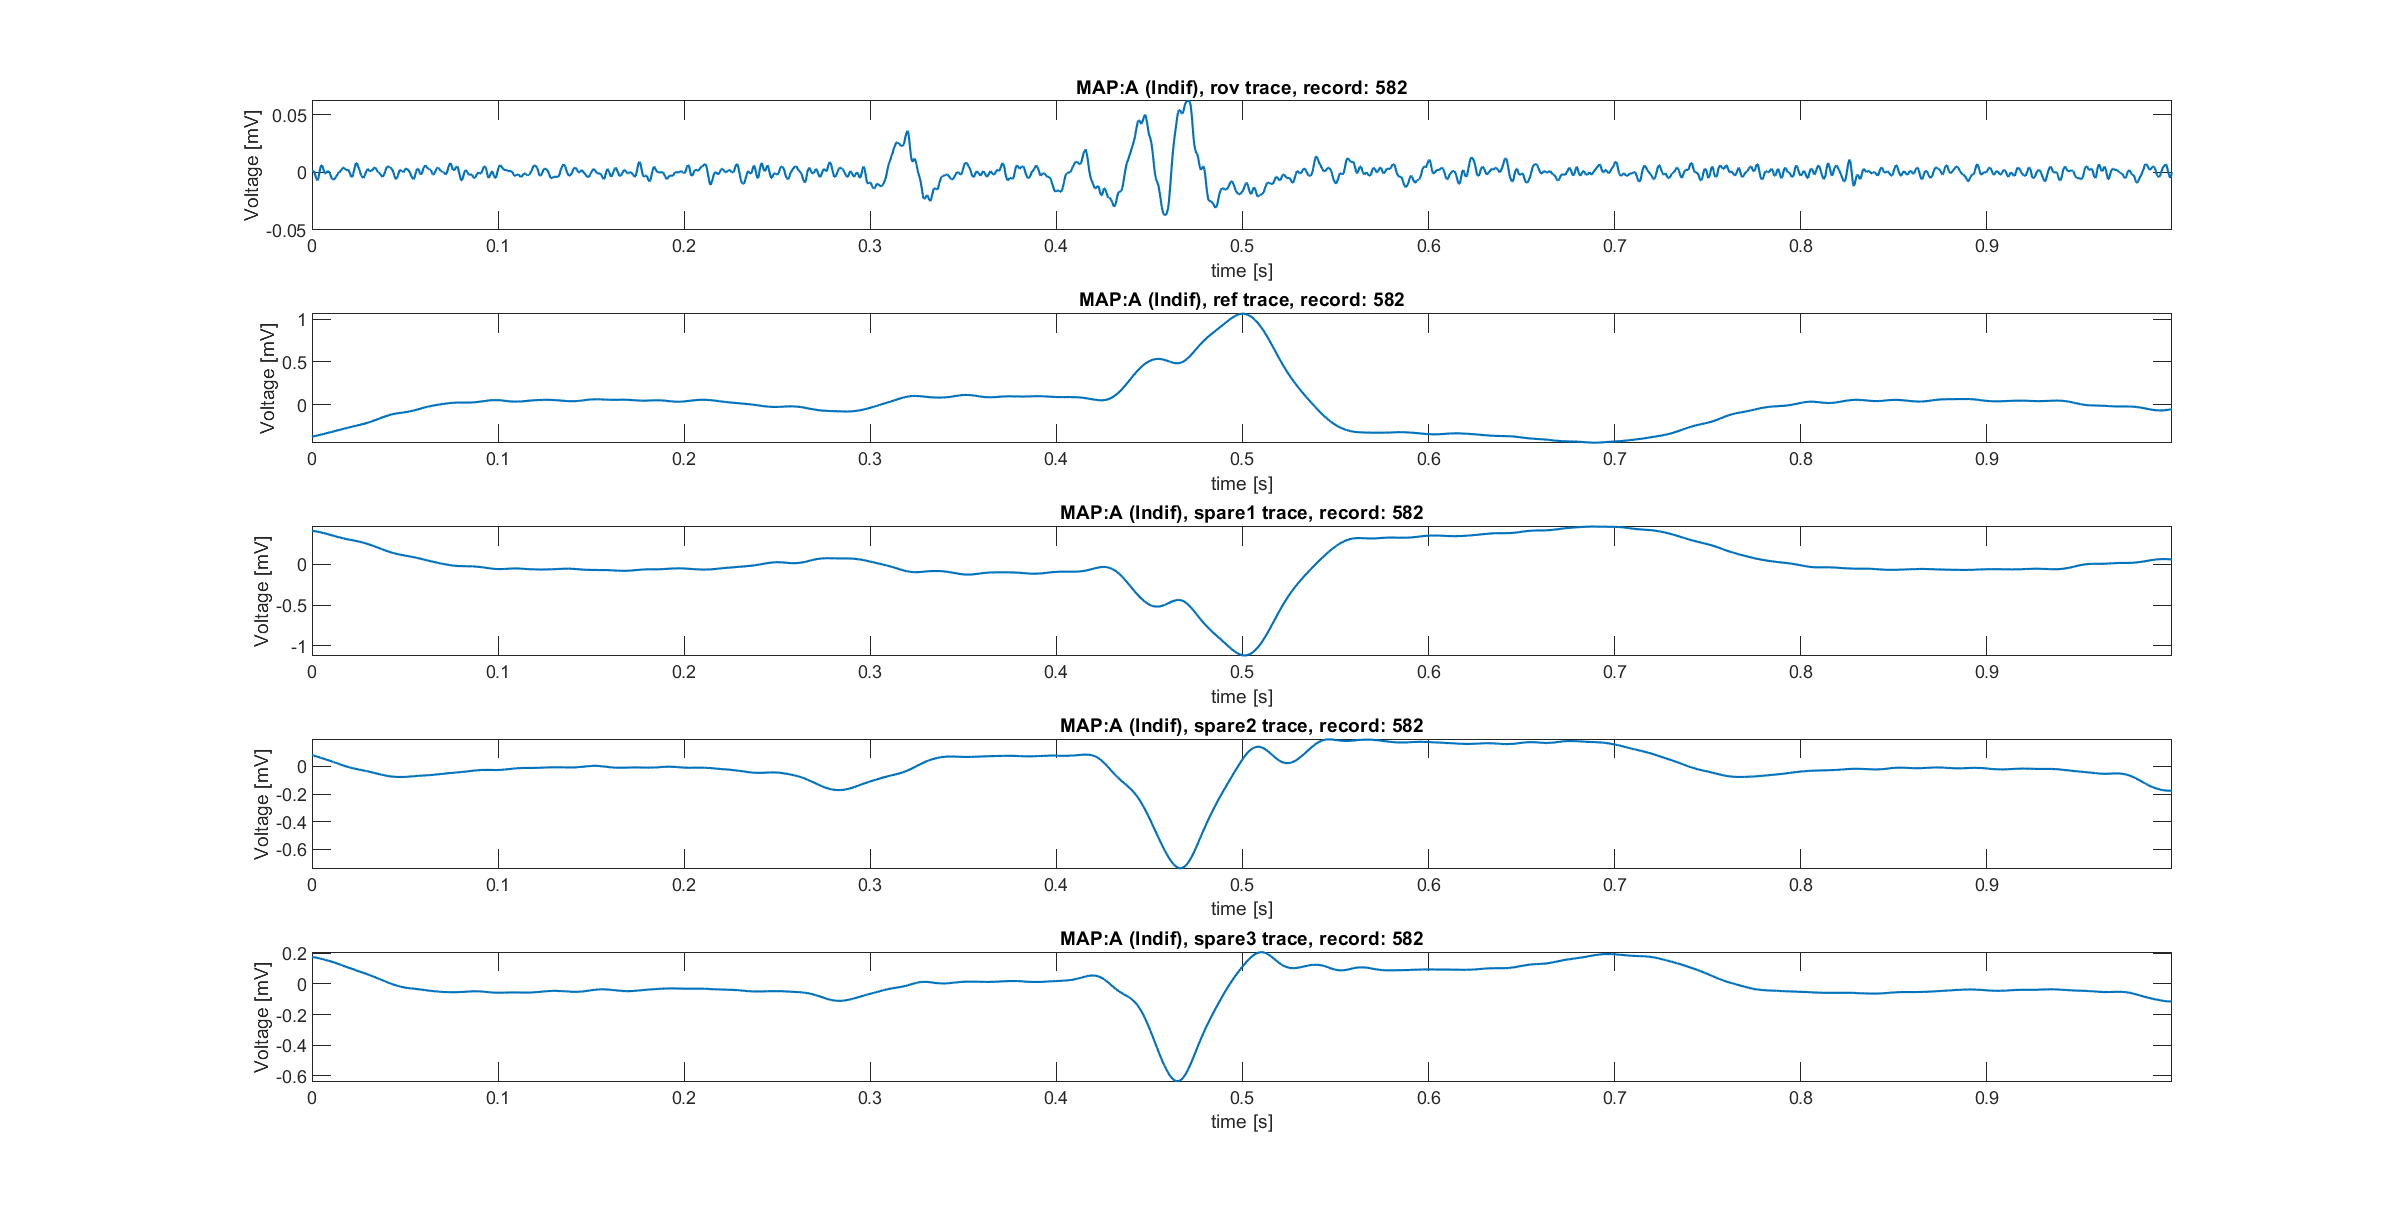 MAP:A (Indif), rov trace, record: 582
Voltage [mV]
0.05
0
-0.05
0 0.1 0.2 0.3 0.4 0.5 0.6 0.7 0.8 0.9
time [s]
MAP:A (Indif), ref trace, record: 582
Voltage [mV]
1
0.5
0
0 0.1 0.2 0.3 0.4 0.5 0.6 0.7 0.8 0.9
time [s]
MAP:A (Indif), spare1 trace, record: 582
Voltage [mV]
0
-0.5
-1
0 0.1 0.2 0.3 0.4 0.5 0.6 0.7 0.8 0.9
time [s]
MAP:A (Indif), spare2 trace, record: 582
Voltage [mV]
0
-0.2
-0.4
-0.6
0 0.1 0.2 0.3 0.4 0.5 0.6 0.7 0.8 0.9
time [s]
MAP:A (Indif), spare3 trace, record: 582
Voltage [mV]
0.2
0
-0.2
-0.4
-0.6
0 0.1 0.2 0.3 0.4 0.5 0.6 0.7 0.8 0.9
time [s]